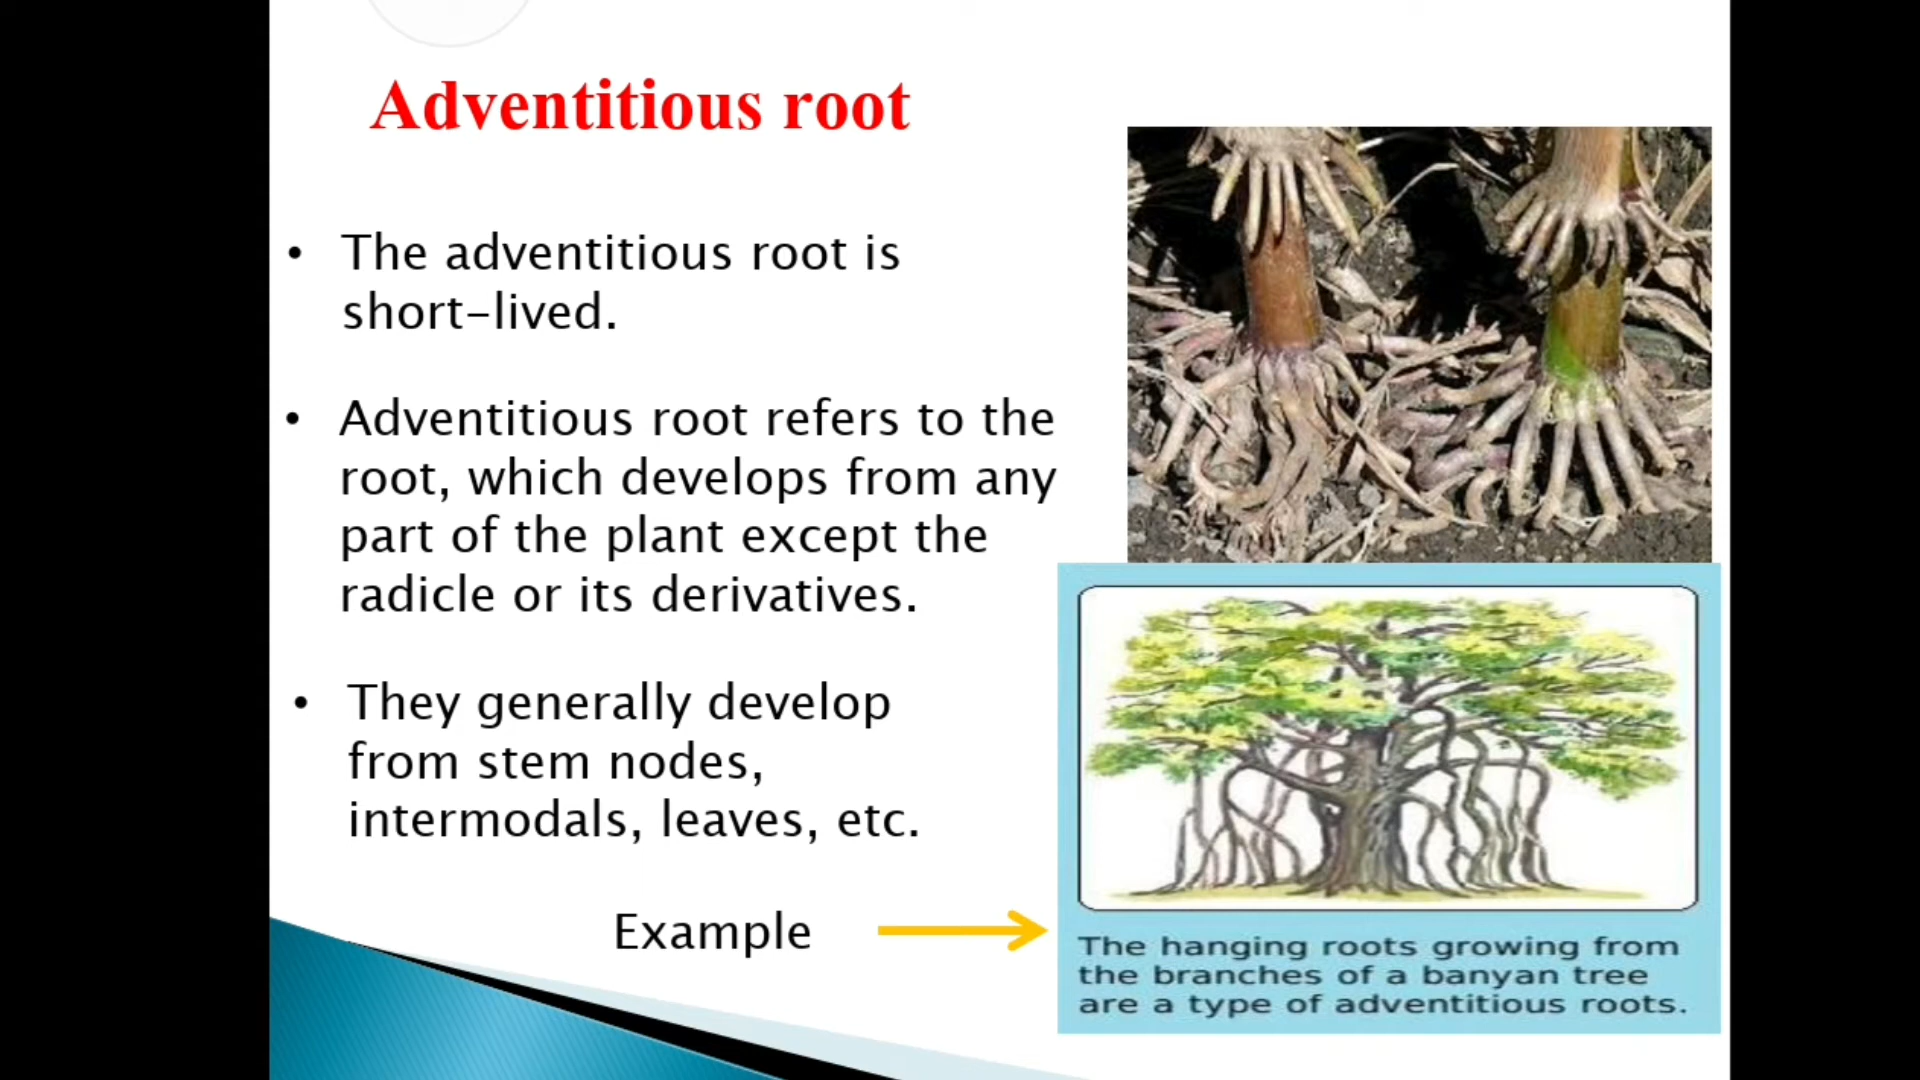 Adventitious root
• The adventitious root is
short-lived.
• Adventitious root refers to the
root, which develops from any
part of the plant except the
radicle or its derivatives.
• They generally develop
from stem nodes,
intermodals, leaves, etc.
Example
The hanging roots growing from
the branches of a banyan tree
are a type of adventitious roots.